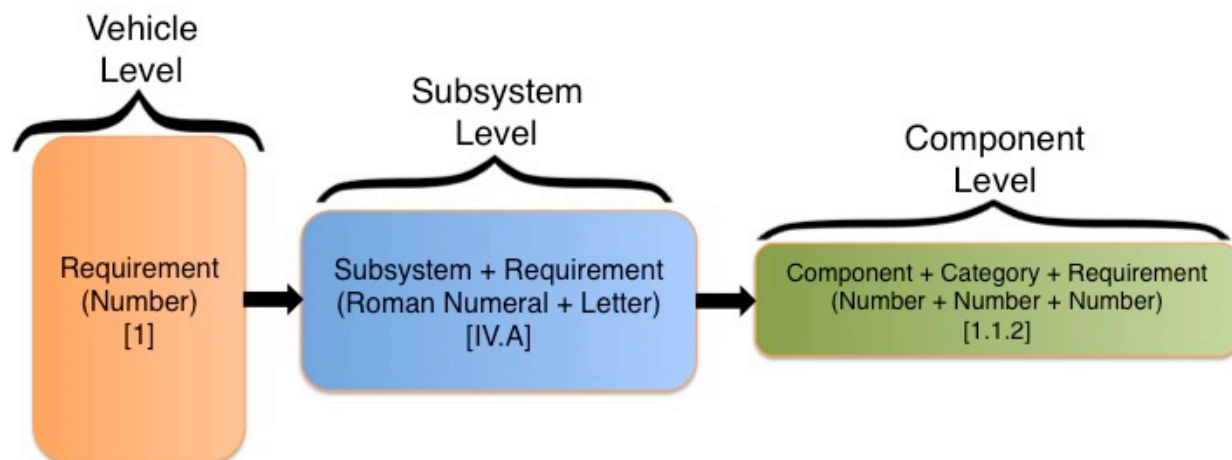 Vehicle
Level
Requirement
(Number)
[1]
Subsystem
Level
Subsystem + Requirement
(Roman Numeral + Letter)
[IV.A]
Component
Level
Component + Category + Requirement
(Number + Number + Number)
[1.1.2]